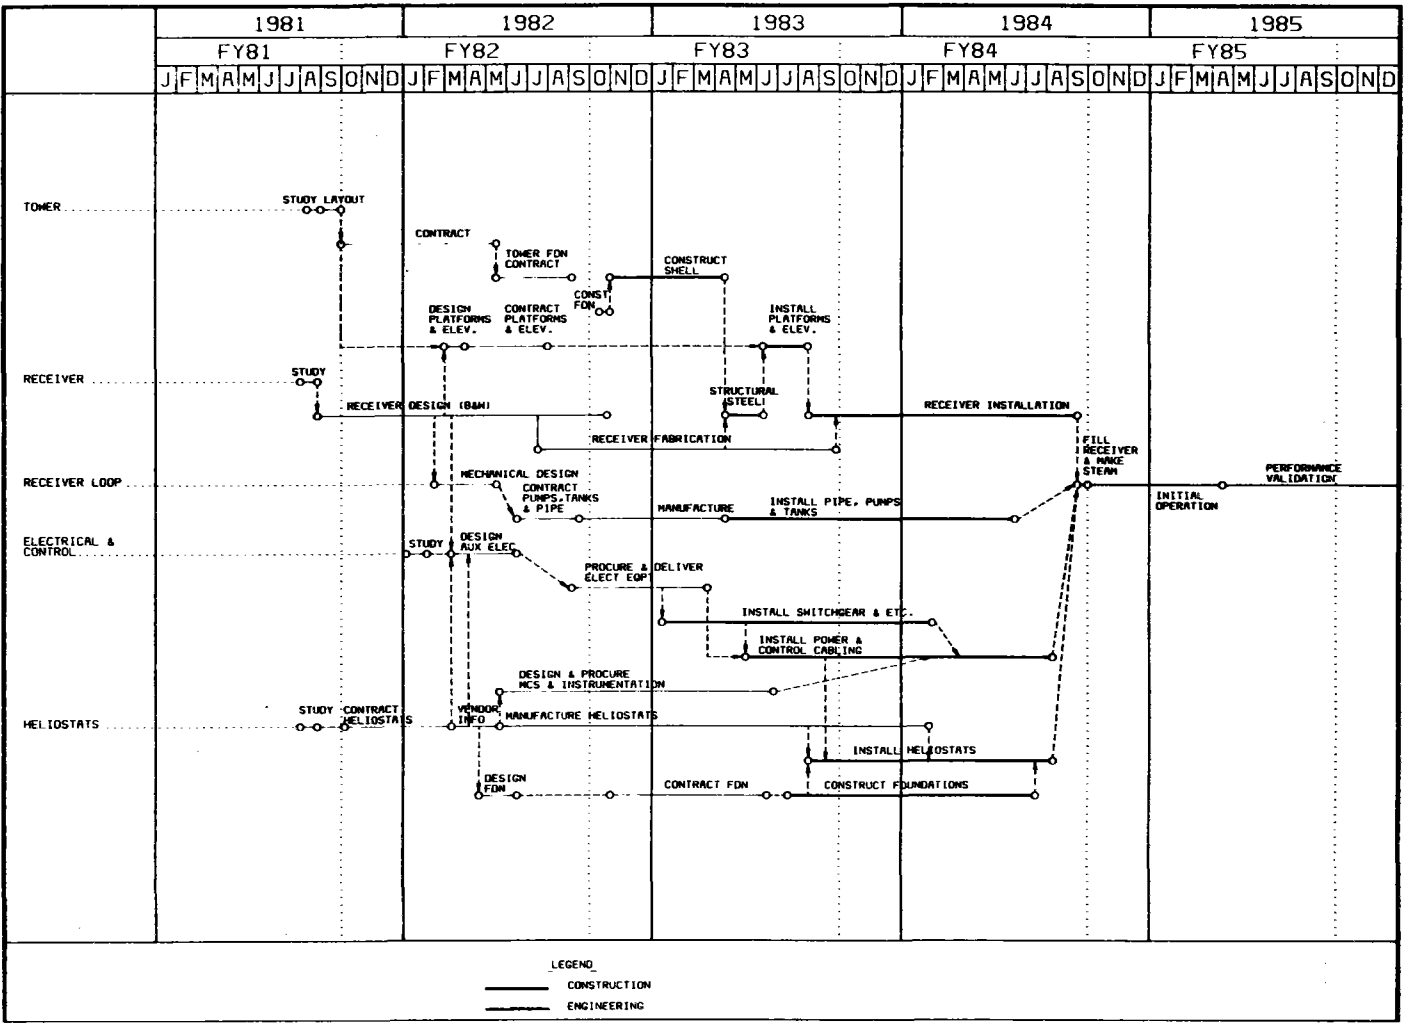 1981 1982 1983 1984 1985
FY81 FY82 FY83 FY84 FY85
J F M A M J J A S O N D J F M A M J J A S O N D J F M A M J J A S O N D J F M A M J J A S O N D J F M A M J J A S O N D
STUDY LAYOUT
TOWER
CONTRACT
TOWER FDN
CONTRACT
CONSTRUCT
SHELL
CONST
FDN
DESIGN
PLATFORMS
& ELEV.
CONTRACT
PLATFORMS
& ELEV.
INSTALL
PLATFORMS
& ELEV.
STUDY
RECEIVER
STRUCTURAL
STEEL
RECEIVER DESIGN (B&W)
RECEIVER INSTALLATION
RECEIVER FABRICATION
FILL
RECEIVER
& MAKE
STEAM
MECHANICAL DESIGN
RECEIVER LOOP
CONTRACT
PUMPS,TANKS
& PIPE
MANUFACTURE
INSTALL PIPE, PUMPS
& TANKS
INITIAL
OPERATION
PERFORMANCE
VALIDATION
ELECTRICAL &
CONTROL
STUDY
DESIGN
AUX ELEC
PROCURE & DELIVER
ELECT EQPT
INSTALL SWITCHGEAR & ETC.
INSTALL POWER &
CONTROL CABLING
DESIGN & PROCURE
MCS & INSTRUMENTATION
HELIOSTATS
STUDY
CONTRACT
HELIOSTATS
VENDOR
INFO
MANUFACTURE HELIOSTATS
INSTALL HELIOSTATS
DESIGN
FDN
CONTRACT FDN
CONSTRUCT FOUNDATIONS
LEGEND
CONSTRUCTION
ENGINEERING